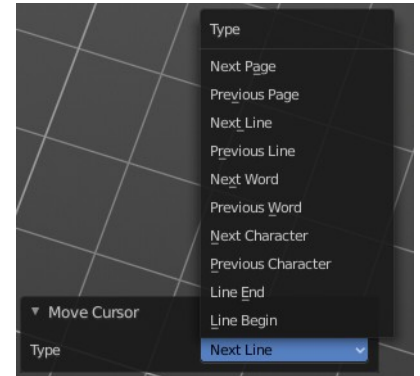 Type
Next Page
Previous Page
Next Line
Previous Line
Next Word
Previous Word
Next Character
Previous Character
Line End
Line Begin
Move Cursor
Type Next Line